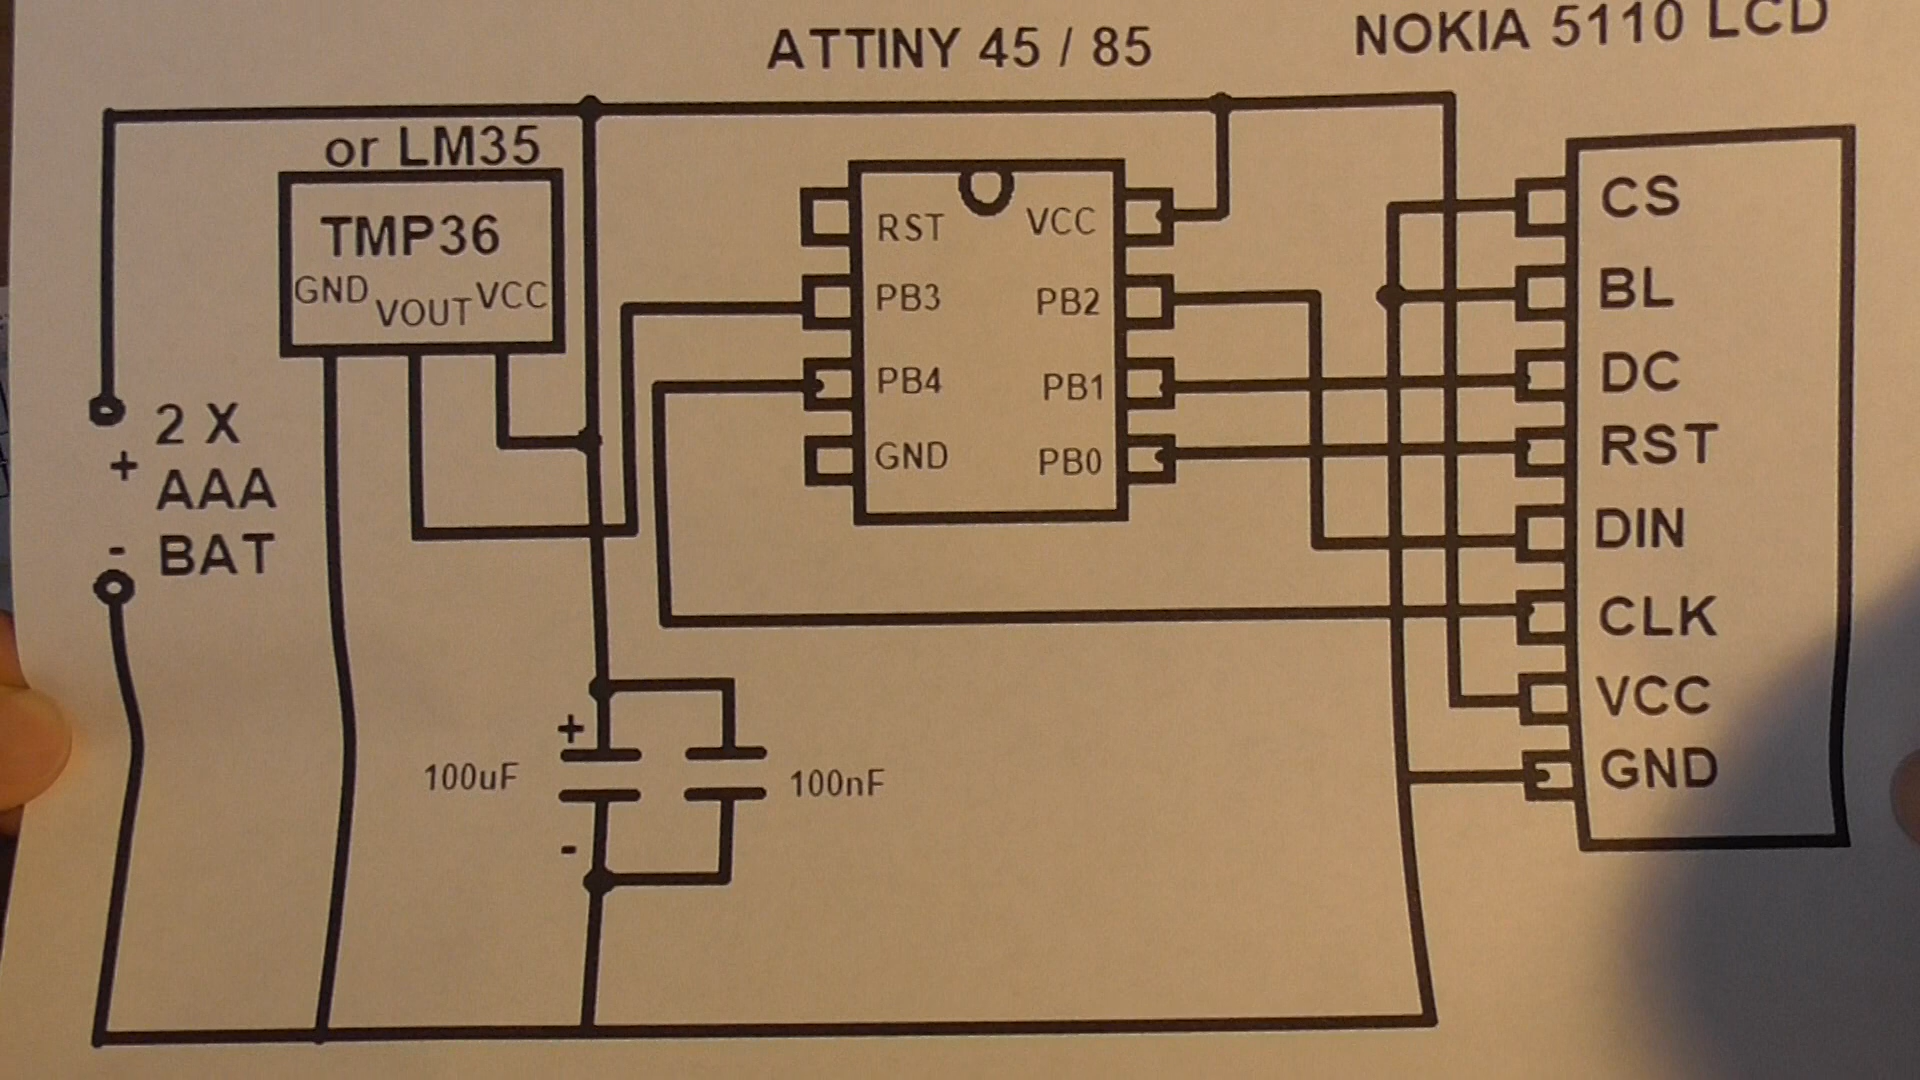 ATTINY 45 / 85
NOKIA 5110 LCD
or LM35
TMP36
GND VOUT VCC
2 X
+
AAA
-
BAT
RST VCC
PB3 PB2
PB4 PB1
GND PB0
CS
BL
DC
RST
DIN
CLK
VCC
GND
+
100uF
100nF
-